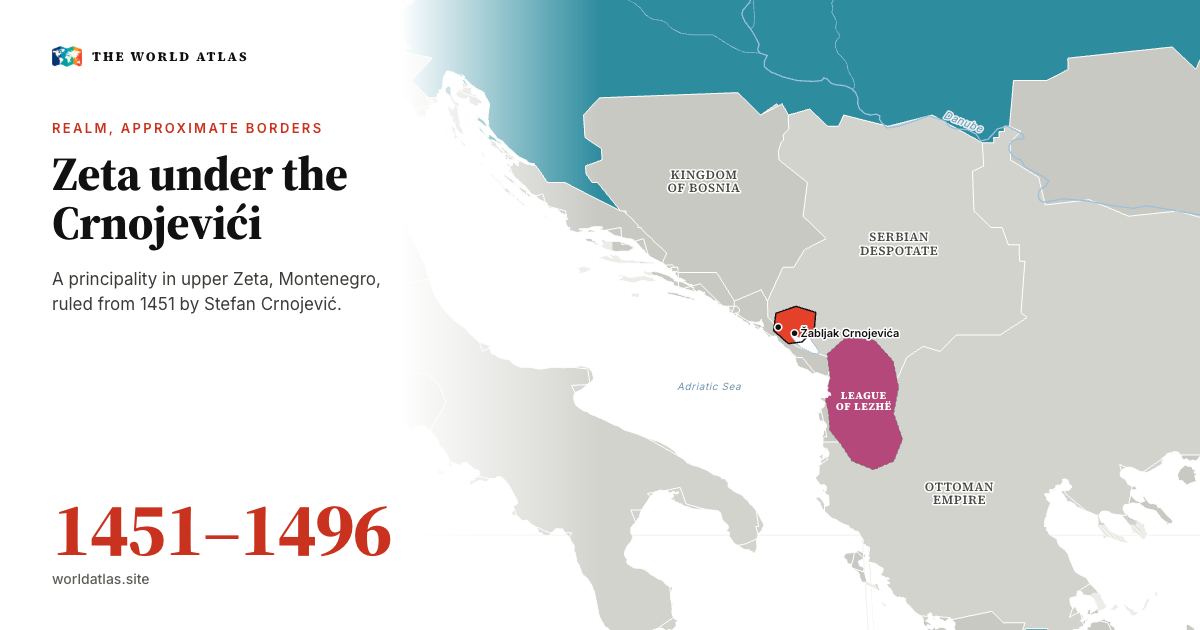 THE WORLD ATLAS
REALM, APPROXIMATE BORDERS
Zeta under the
Crnojevići
A principality in upper Zeta, Montenegro,
ruled from 1451 by Stefan Crnojević.
1451–1496
worldatlas.site
Danube
KINGDOM
OF BOSNIA
SERBIAN
DESPOTATE
Žabljak Crnojevića
Adriatic Sea
LEAGUE
OF LEZHË
OTTOMAN
EMPIRE